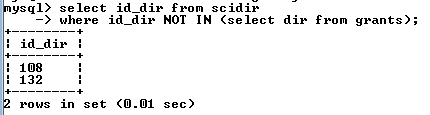 mysql> select id_dir from scidir
    -> where id_dir NOT IN (select dir from grants);
+--------+
| id_dir |
+--------+
| 108    |
| 132    |
+--------+
2 rows in set (0.01 sec)